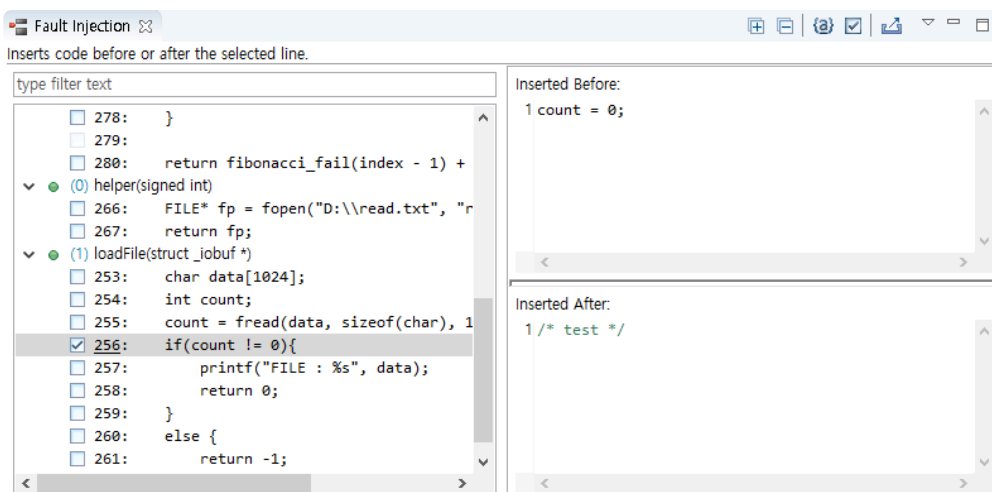 Fault Injection
Inserts code before or after the selected line.
type filter text
278: }
279:
280: return fibonacci_fail(index - 1) +
(0) helper(signed int)
266: FILE* fp = fopen("D:\\read.txt", "r
267: return fp;
(1) loadFile(struct _iobuf *)
253: char data[1024];
254: int count;
255: count = fread(data, sizeof(char), 1
256: if(count != 0){
257: printf("FILE : %s", data);
258: return 0;
259: }
260: else {
261: return -1;
Inserted Before:
1 count = 0;
Inserted After:
1 /* test */